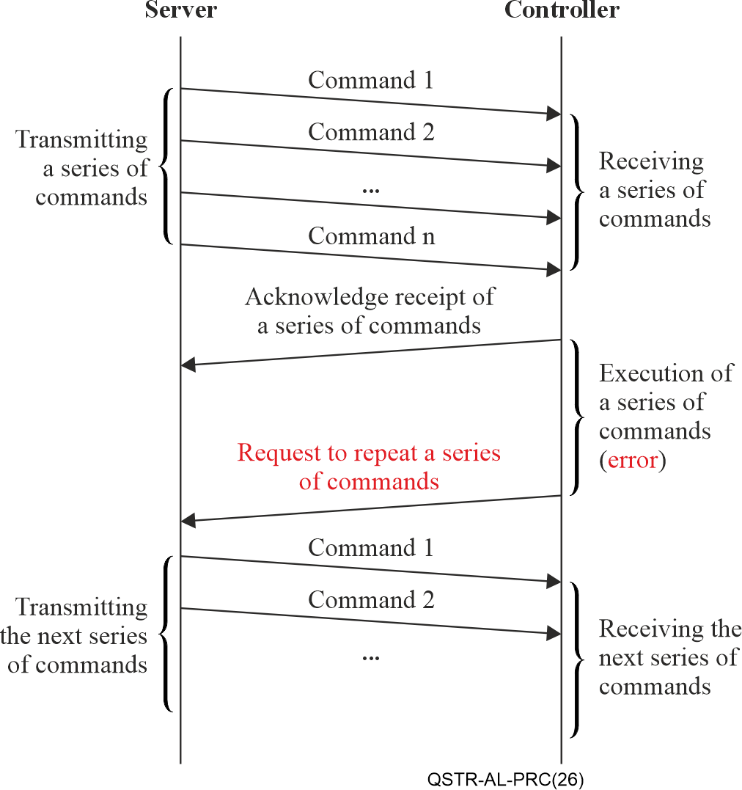 Server
Controller
Command 1
Command 2
...
Command n
Transmitting
a series of
commands
Receiving
a series of
commands
Acknowledge receipt of
a series of commands
Execution of
a series of
commands
(error)
Request to repeat a series
of commands
Command 1
Command 2
...
Transmitting
the next series
of commands
Receiving the
next series of
commands
QSTR-AL-PRC(26)